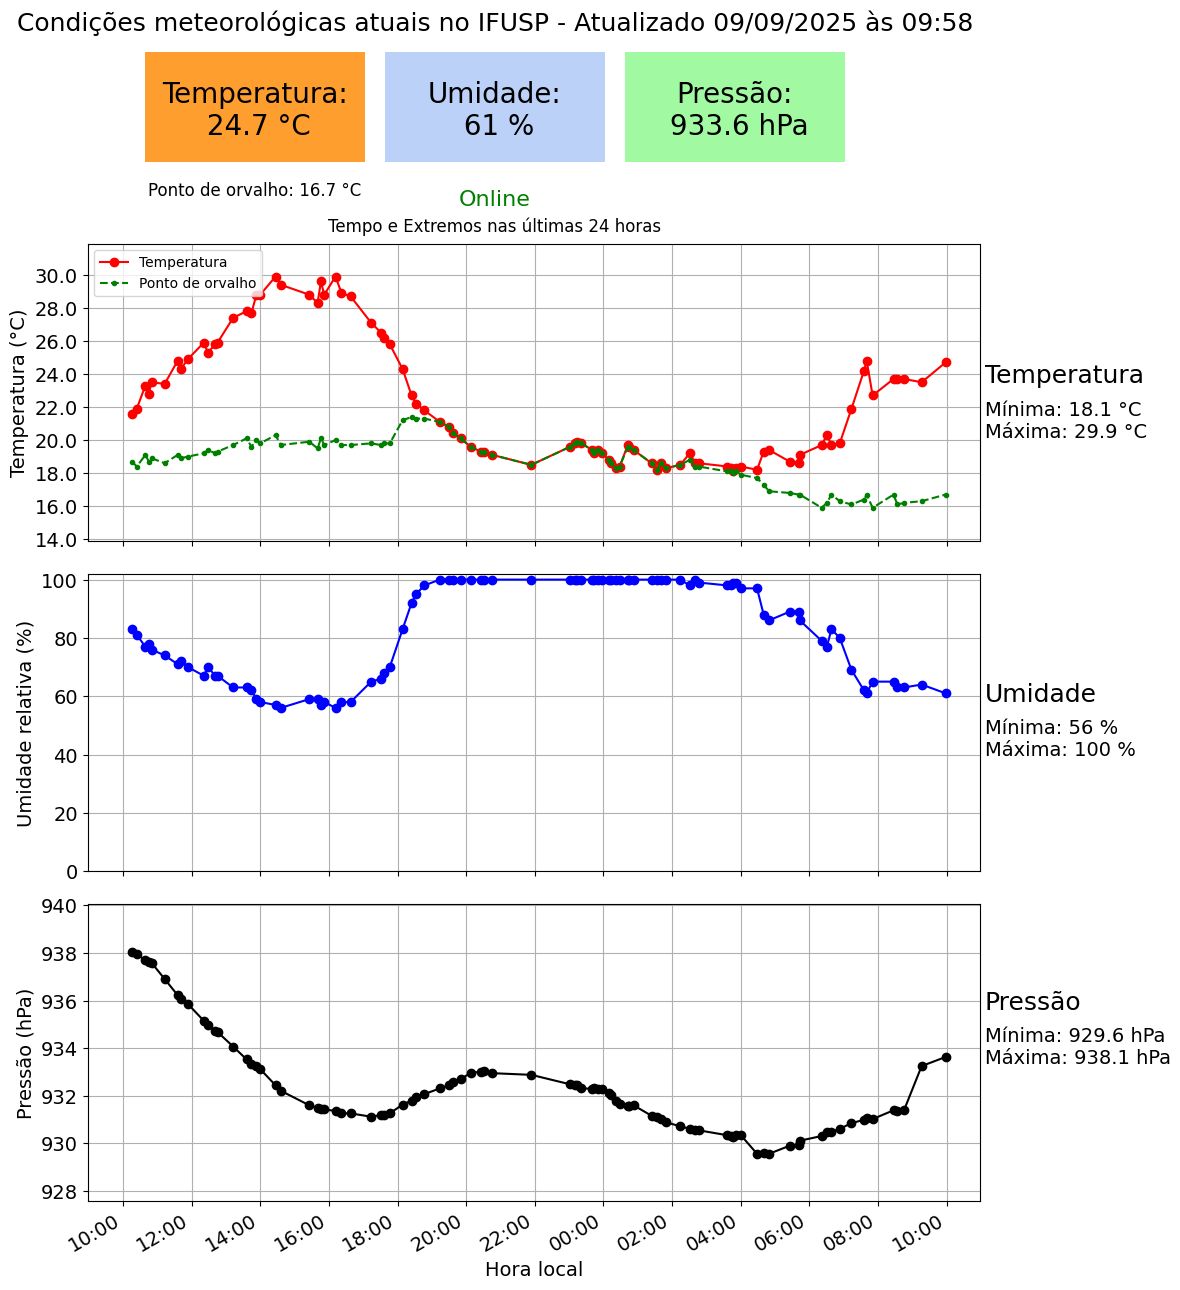 Condições meteorológicas atuais no IFUSP - Atualizado 09/09/2025 às 09:58
Temperatura:
24.7 °C
Umidade:
61 %
Pressão:
933.6 hPa
Ponto de orvalho: 16.7 °C
Online
Tempo e Extremos nas últimas 24 horas
Temperatura
Ponto de orvalho
Temperatura (°C)
30.0
28.0
26.0
24.0
22.0
20.0
18.0
16.0
14.0
Temperatura
Mínima: 18.1 °C
Máxima: 29.9 °C
Umidade relativa (%)
100
80
60
40
20
0
Umidade
Mínima: 56 %
Máxima: 100 %
Pressão (hPa)
940
938
936
934
932
930
928
Pressão
Mínima: 929.6 hPa
Máxima: 938.1 hPa
10:00
12:00
14:00
16:00
18:00
20:00
22:00
00:00
02:00
04:00
06:00
08:00
10:00
Hora local